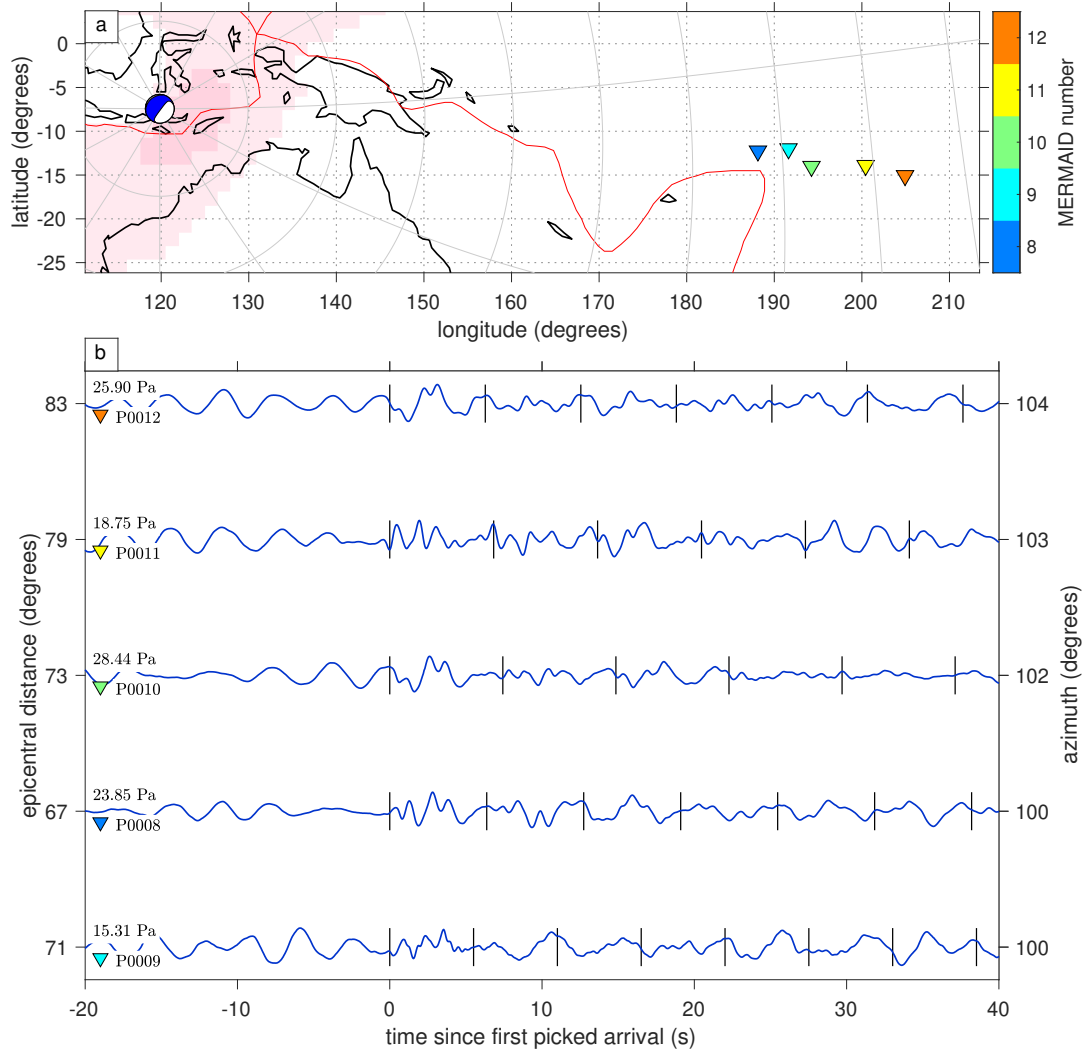 a
0
-5
-10
-15
-20
-25
latitude (degrees)
120 130 140 150 160 170 180 190 200 210
longitude (degrees)
12
11
10
9
8
MERMAID number
b
25.90 Pa
83 P0012 104
18.75 Pa
79 P0011 103
28.44 Pa
73 P0010 102
23.85 Pa
67 P0008 100
15.31 Pa
71 P0009 100
epicentral distance (degrees)
azimuth (degrees)
-20 -10 0 10 20 30 40
time since first picked arrival (s)